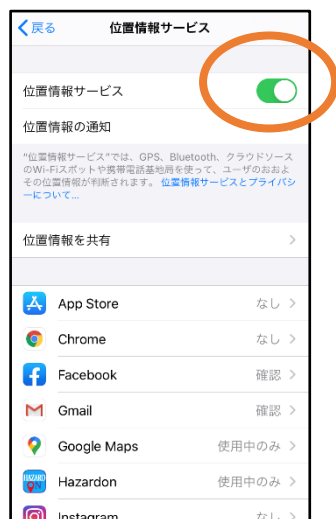 戻る 位置情報サービス
位置情報サービス
位置情報の通知
"位置情報サービス"では、GPS、Bluetooth、クラウドソース
のWi-Fiスポットや携帯電話基地局を使って、ユーザのおおよ
その位置情報が判断されます。 位置情報サービスとプライバシ
ーについて...
位置情報を共有
App Store なし
Chrome なし
Facebook 確認
Gmail 確認
Google Maps 使用中のみ
HAZARD ON Hazardon 使用中のみ
Instagram なし